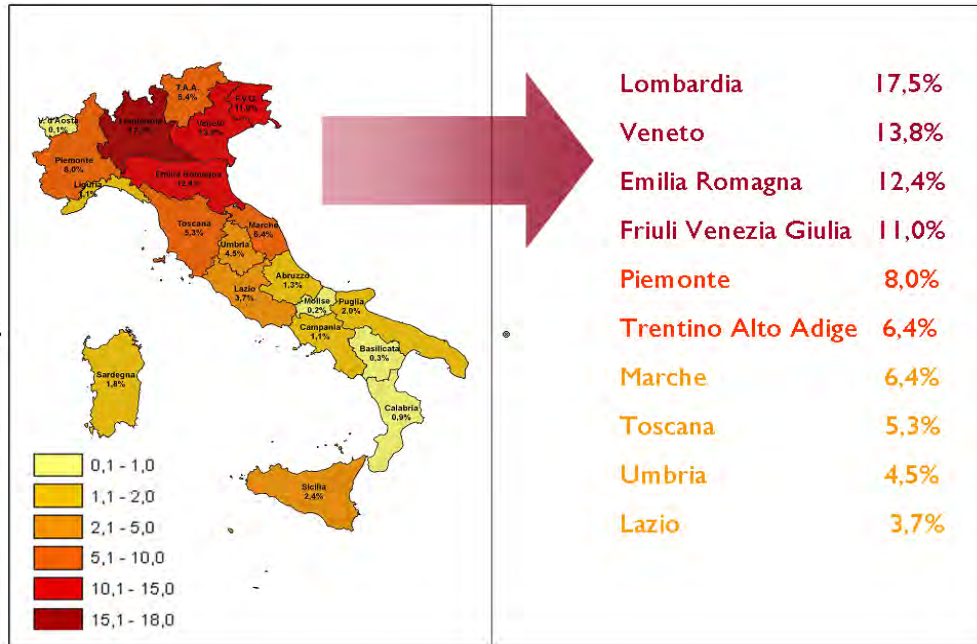 T.A.A.
F.V.G.
11,0%
V. d'Aosta
0,1%
Lombardia
Veneto
13,8%
Piemonte
Emilia Romagna
12,4%
Liguria
1,1%
Toscana
5,3%
Marche
6,4%
Umbria
4,5%
Abruzzo
1,3%
Lazio
3,7%
Molise
0,2%
Puglia
2,0%
Campania
1,1%
Basilicata
0,3%
Sardegna
1,8%
Calabria
0,9%
Sicilia
2,4%
0,1 - 1,0
1,1 - 2,0
2,1 - 5,0
5,1 - 10,0
10,1 - 15,0
15,1 - 18,0
Lombardia 17,5%
Veneto 13,8%
Emilia Romagna 12,4%
Friuli Venezia Giulia 11,0%
Piemonte 8,0%
Trentino Alto Adige 6,4%
Marche 6,4%
Toscana 5,3%
Umbria 4,5%
Lazio 3,7%